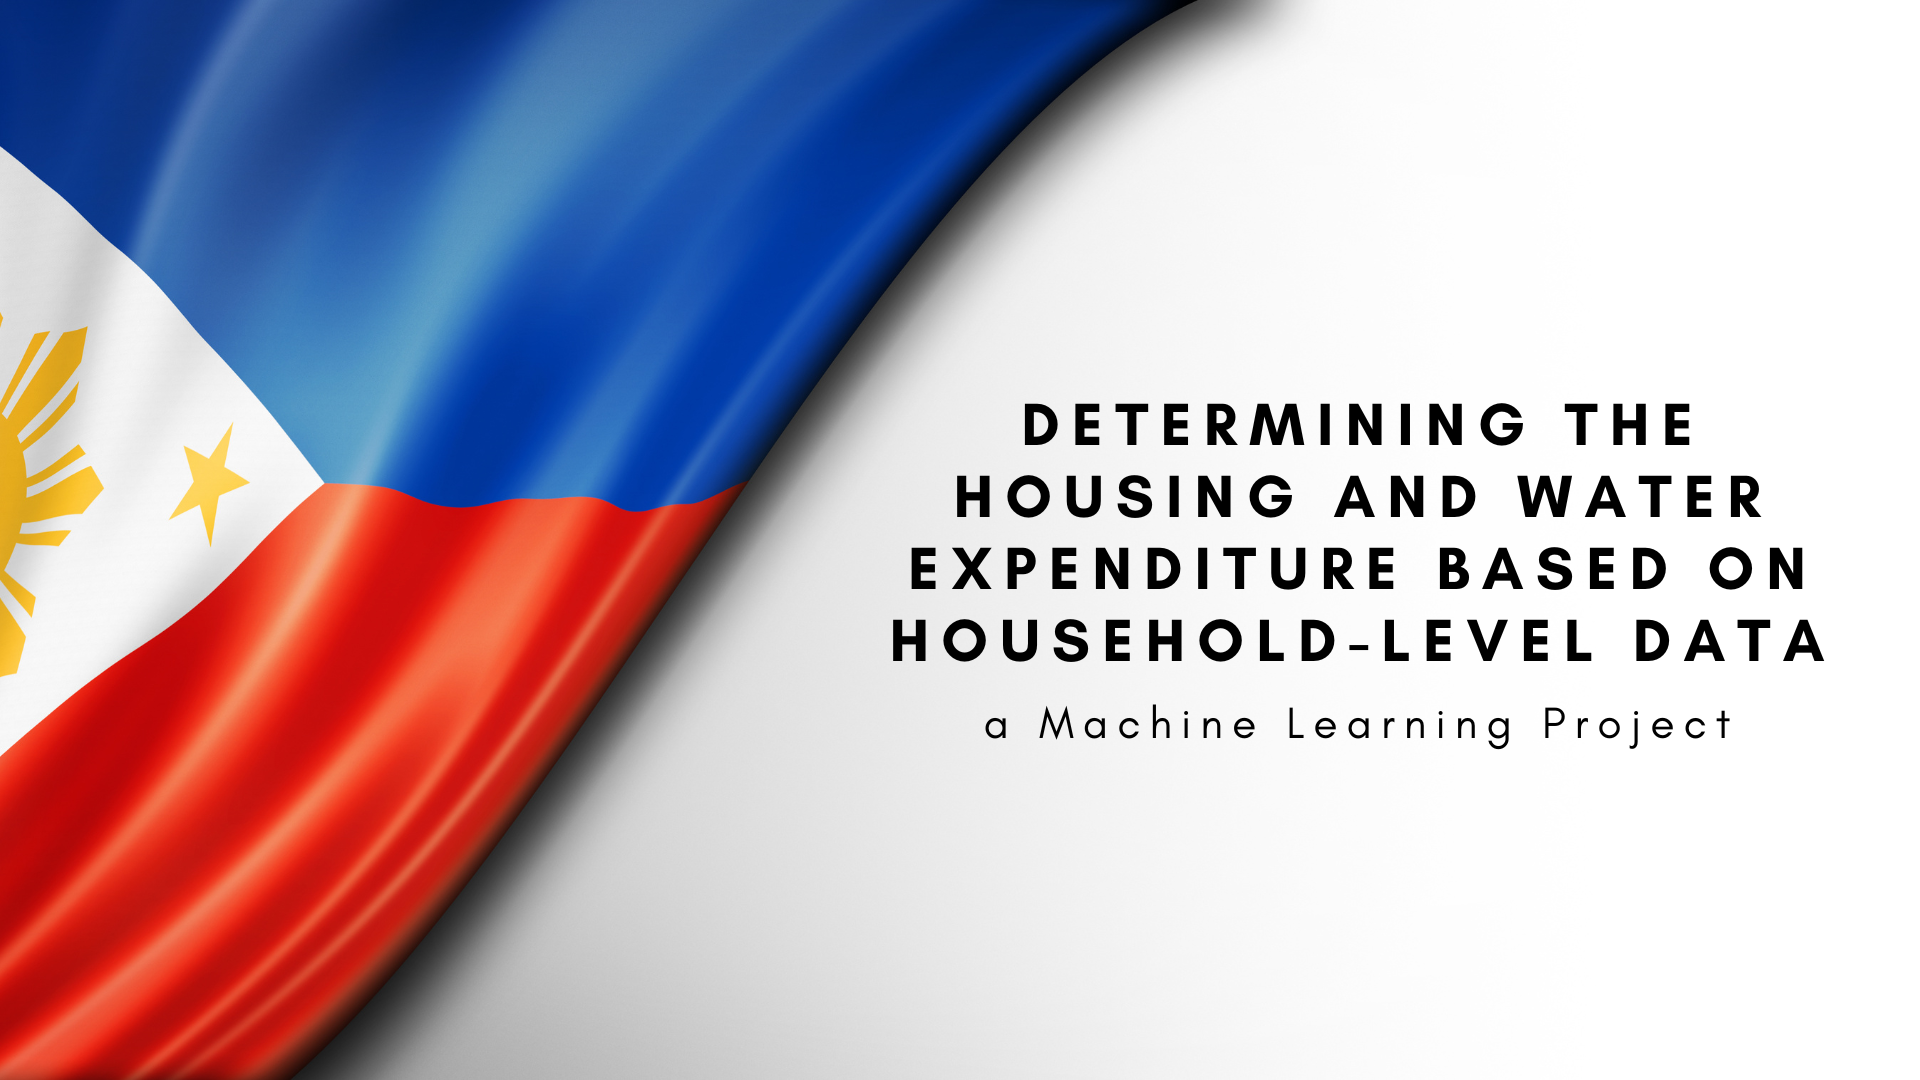 DETERMINING THE
HOUSING AND WATER
EXPENDITURE BASED ON
HOUSEHOLD-LEVEL DATA
a Machine Learning Project